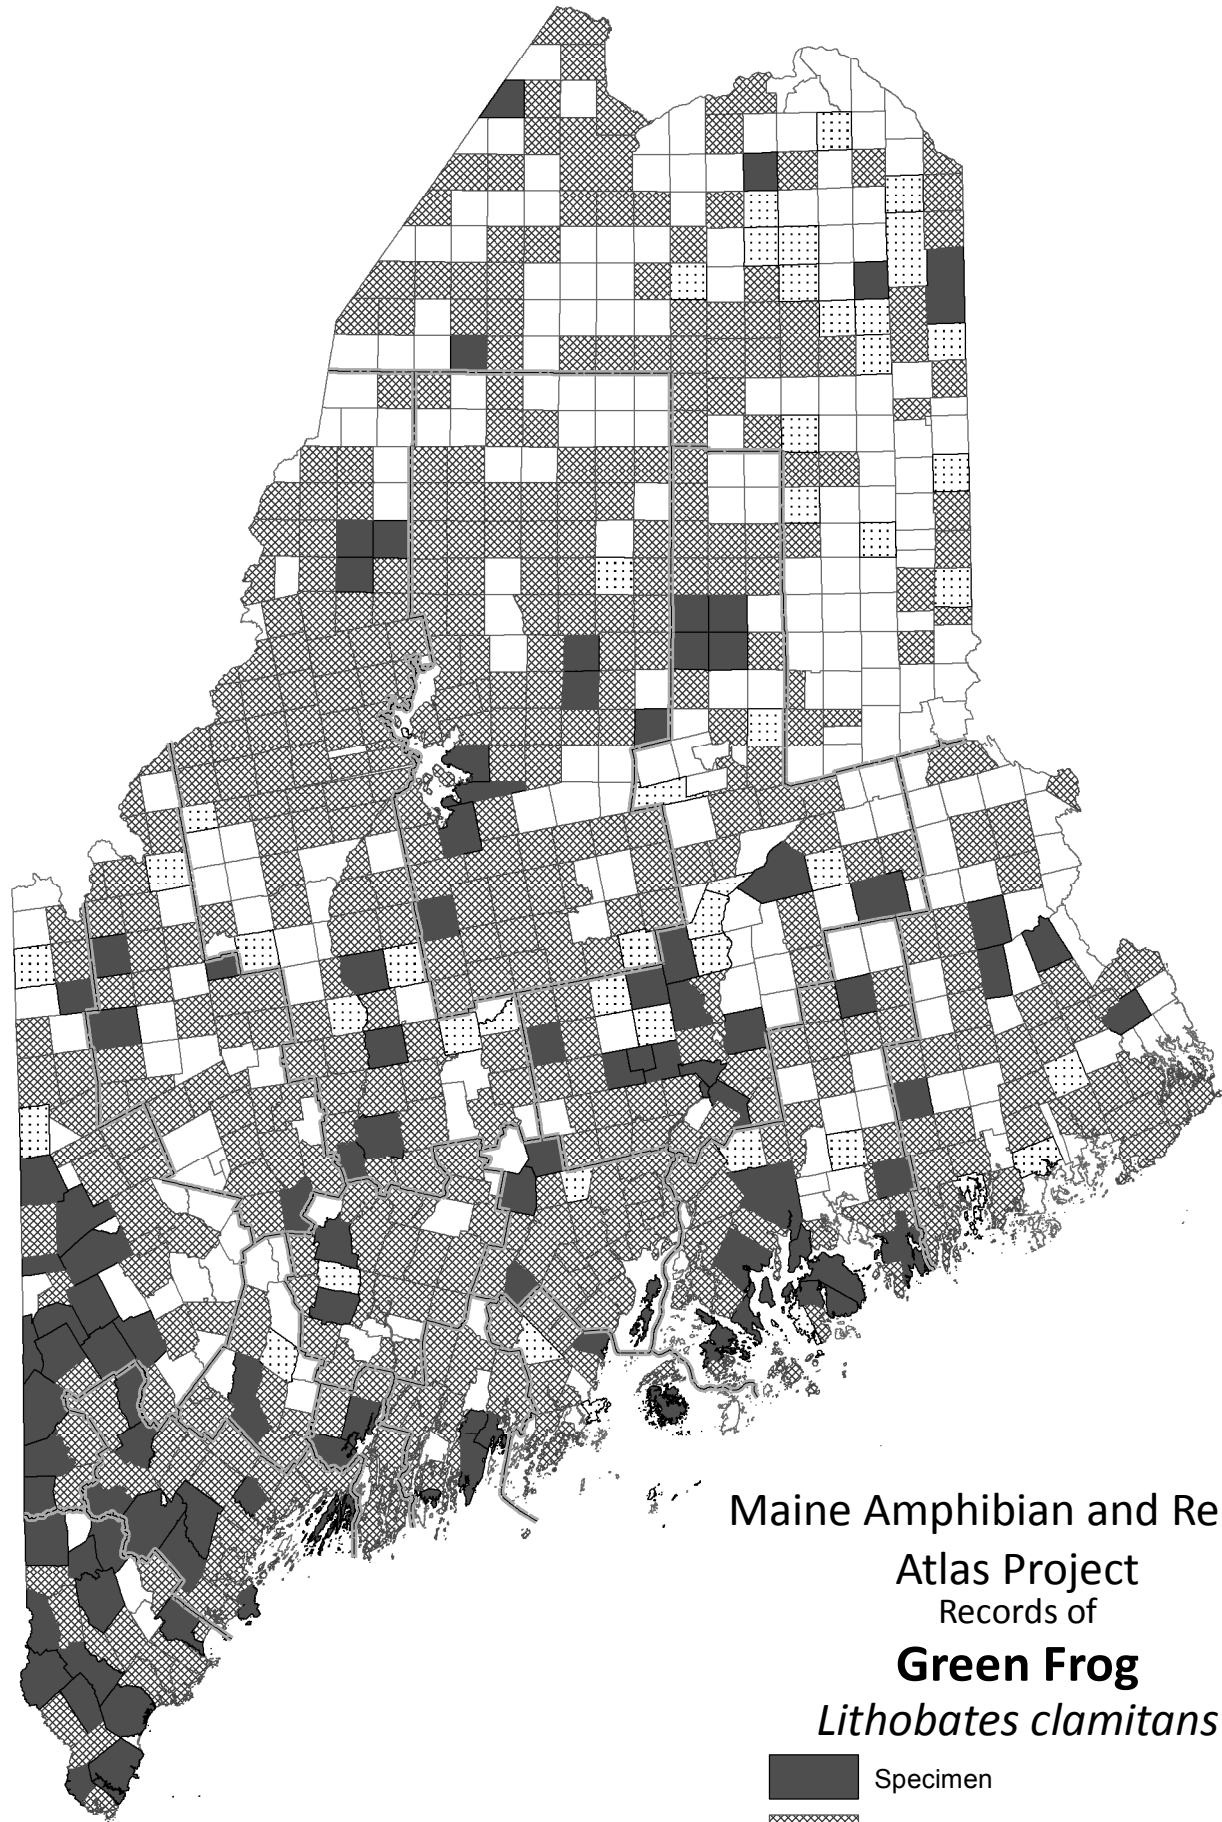 Maine Amphibian and Re
Atlas Project
Records of
Green Frog
Lithobates clamitans
Specimen